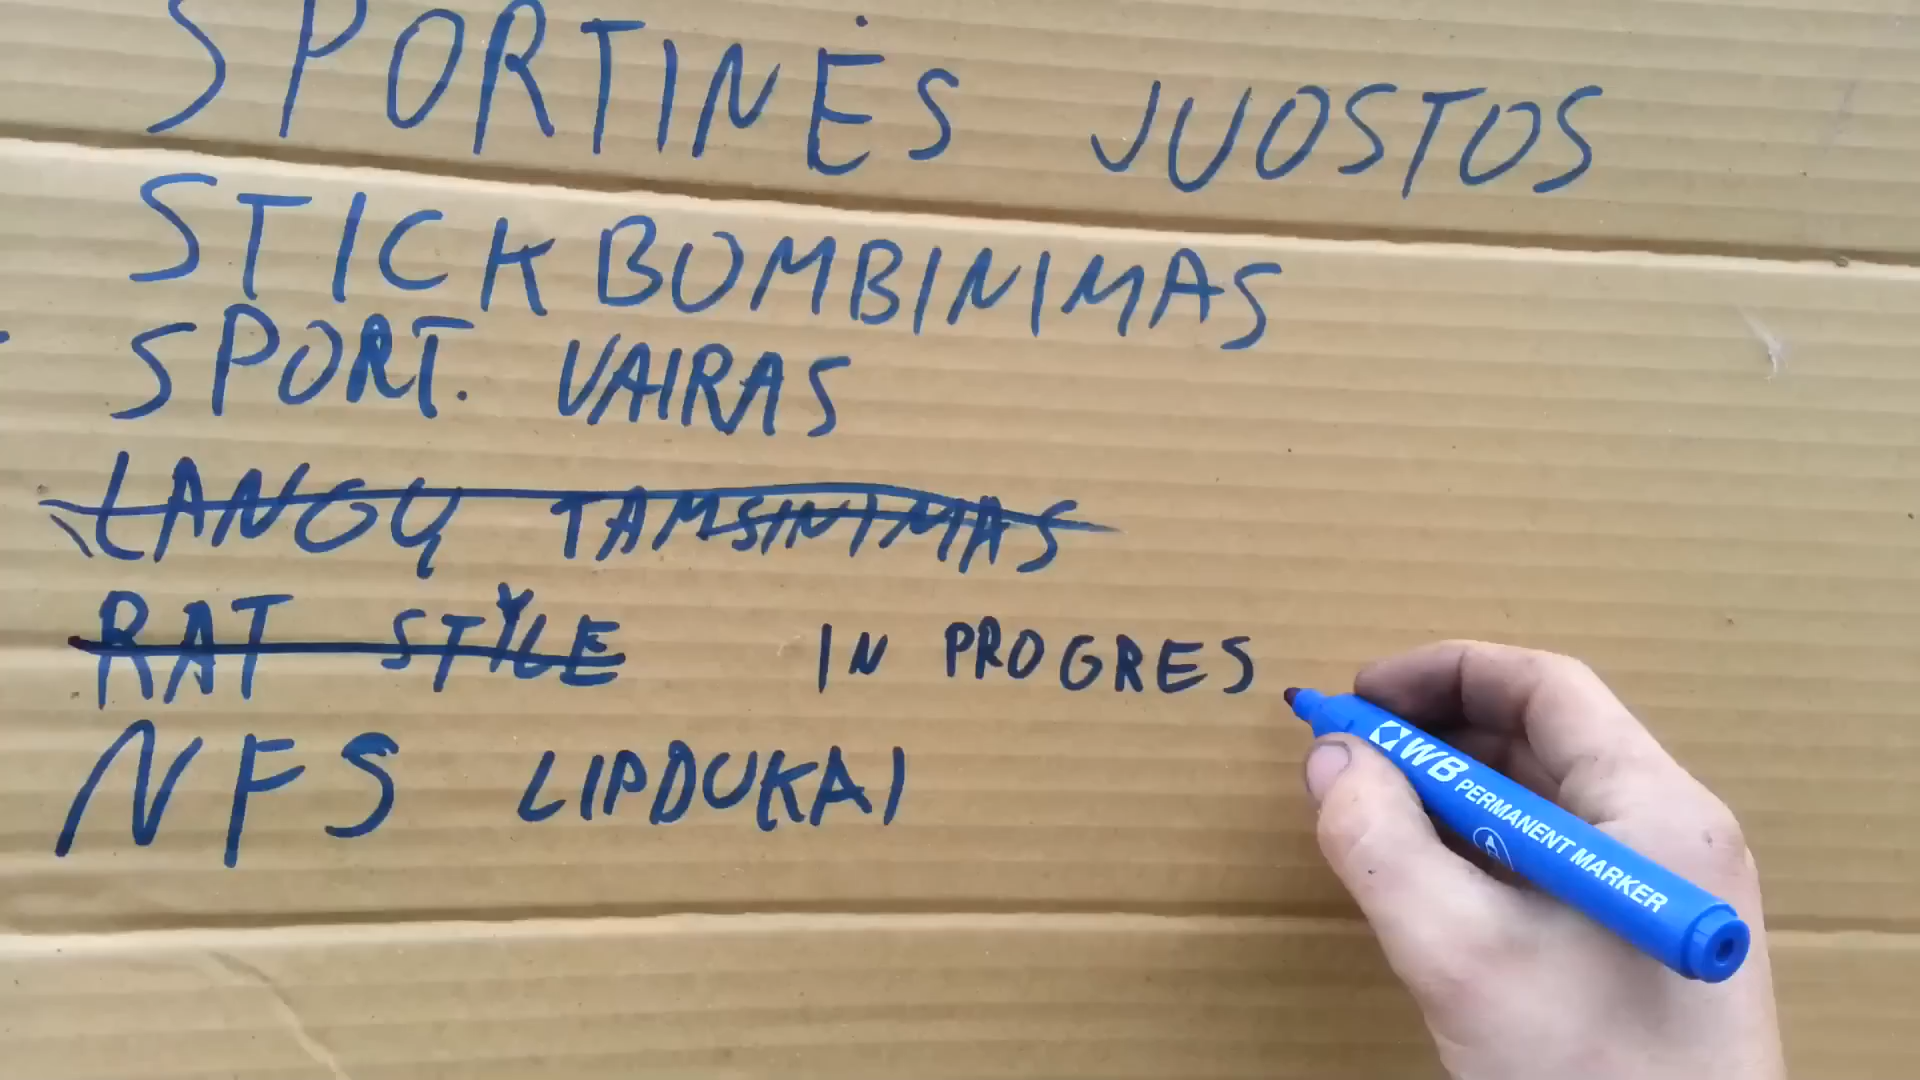 SPORTINĖS JUOSTOS
STICKBOMBINIMAS
SPORT. VAIRAS
LANGŲ TAMSINIMAS
RAT STYLE IN PROGRES
NFS LIPDUKAI
WB PERMANENT MARKER